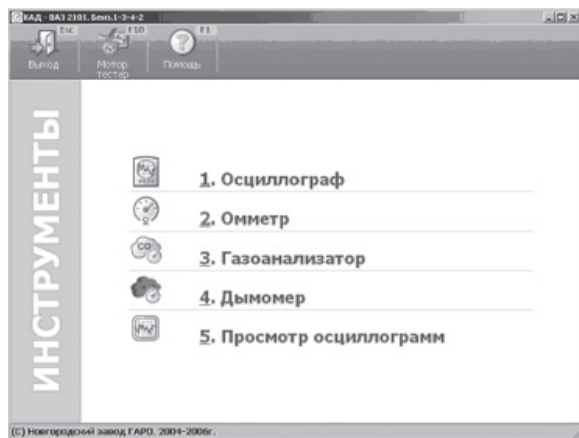 КАД - ВАЗ 2101. Бенз.1-3-4-2
Esc F10 F1
Выход Мотор тестер Помощь
ИНСТРУМЕНТЫ
1. Осциллограф
2. Омметр
3. Газоанализатор
4. Дымомер
5. Просмотр осциллограмм
(C) Новгородский завод ГАРО. 2004-2006г.